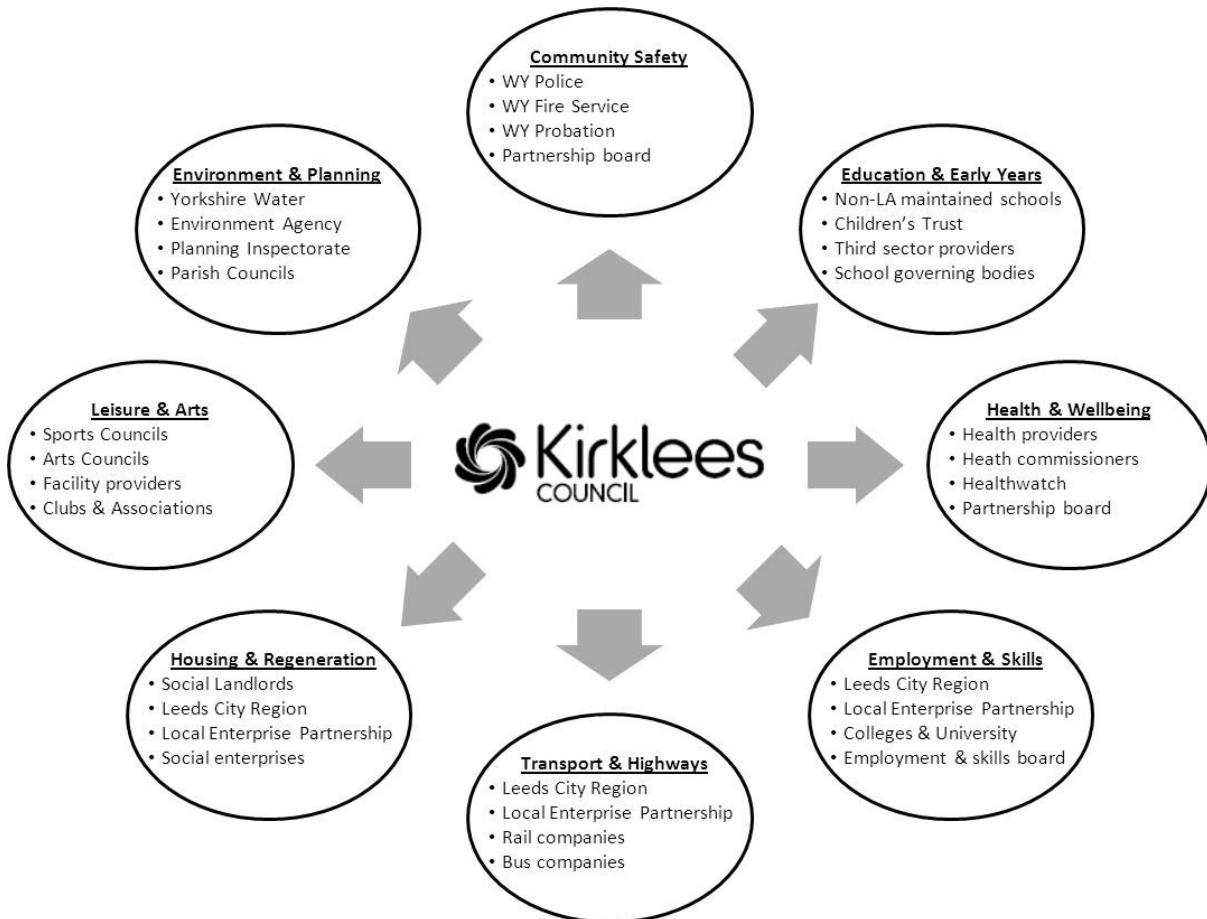 Community Safety
• WY Police
• WY Fire Service
• WY Probation
• Partnership board
Environment & Planning
• Yorkshire Water
• Environment Agency
• Planning Inspectorate
• Parish Councils
Education & Early Years
• Non-LA maintained schools
• Children's Trust
• Third sector providers
• School governing bodies
Leisure & Arts
• Sports Councils
• Arts Councils
• Facility providers
• Clubs & Associations
Kirklees
COUNCIL
Health & Wellbeing
• Health providers
• Heath commissioners
• Healthwatch
• Partnership board
Housing & Regeneration
• Social Landlords
• Leeds City Region
• Local Enterprise Partnership
• Social enterprises
Employment & Skills
• Leeds City Region
• Local Enterprise Partnership
• Colleges & University
• Employment & skills board
Transport & Highways
• Leeds City Region
• Local Enterprise Partnership
• Rail companies
• Bus companies